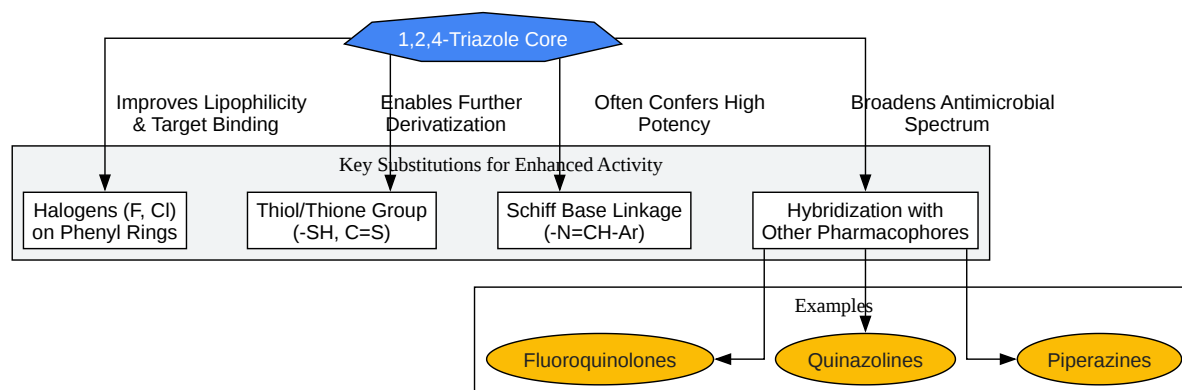 1,2,4-Triazole Core
Improves Lipophilicity
& Target Binding
Enables Further
Derivatization
Often Confers High
Potency
Broadens Antimicrobial
Spectrum
Key Substitutions for Enhanced Activity
Halogens (F, Cl)
on Phenyl Rings
Thiol/Thione Group
(-SH, C=S)
Schiff Base Linkage
(-N=CH-Ar)
Hybridization with
Other Pharmacophores
Examples
Fluoroquinolones
Quinazolines
Piperazines